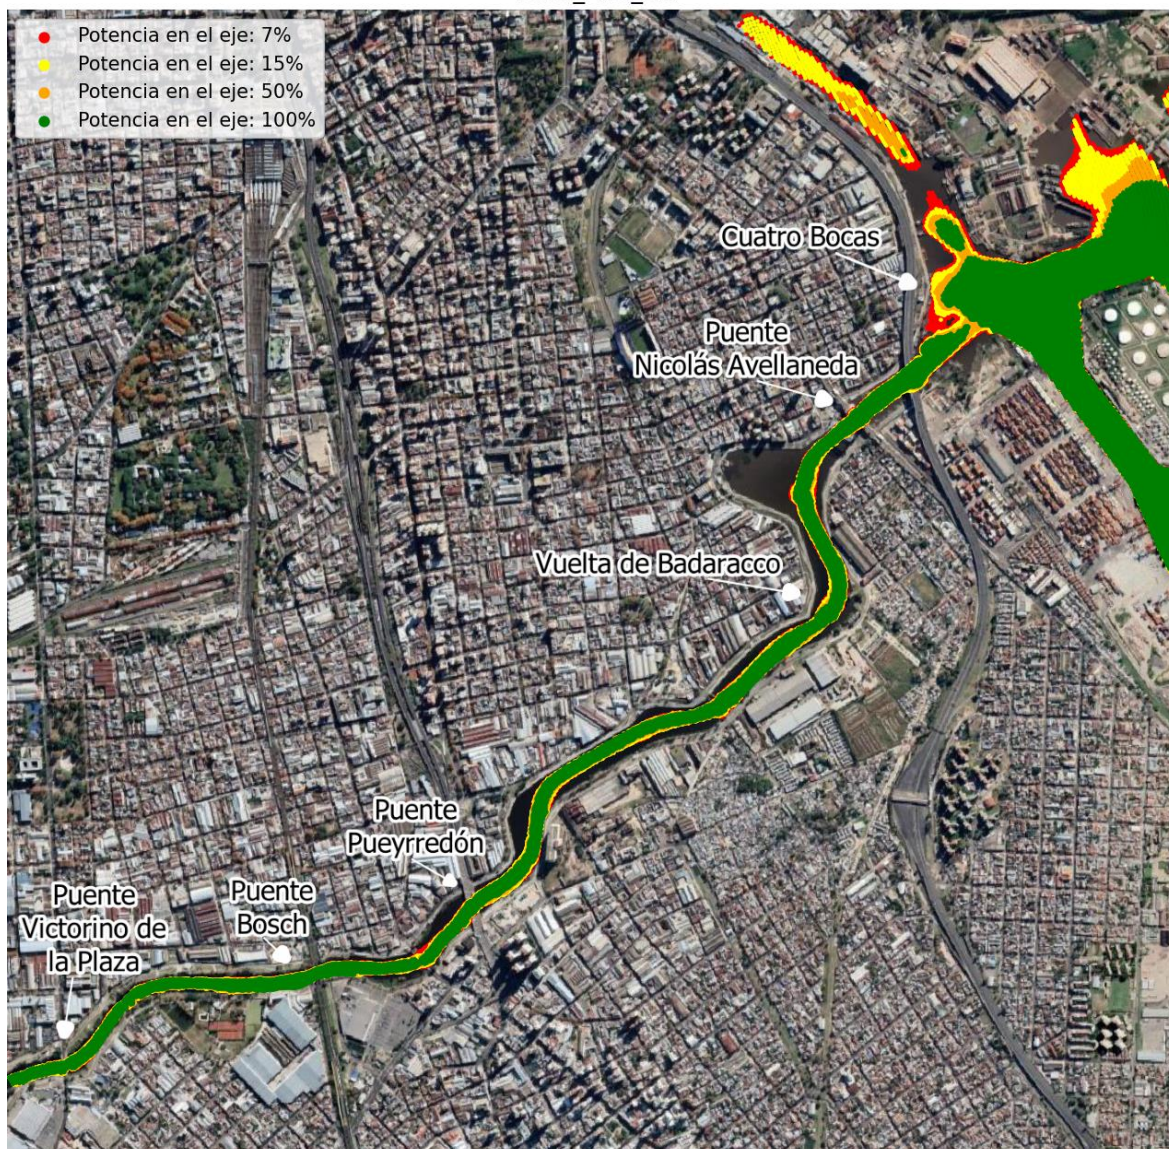 Potencia en el eje: 7%
Potencia en el eje: 15%
Potencia en el eje: 50%
Potencia en el eje: 100%
Cuatro Bocas
Puente
Nicolás Avellaneda
Vuelta de Badaracco
Puente
Pueyrredón
Puente
Bosch
Puente
Victorino de
la Plaza